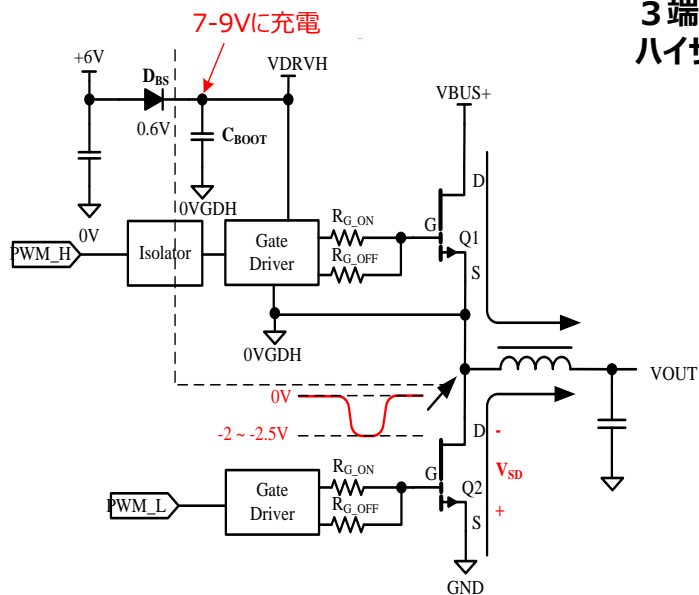 3端
ハイサ
7-9Vに充電
+6V
VDRVH
DBS
VBUS+
0.6V
CBOOT
D
0VGDH
RG_ON
G
Q1
0V
PWM_H
Isolator
Gate
Driver
RG_OFF
S
0VGDH
VOUT
0V
-2 ~ -2.5V
D
-
RG_ON
G
VSD
Q2
PWM_L
Gate
Driver
RG_OFF
+
S
GND